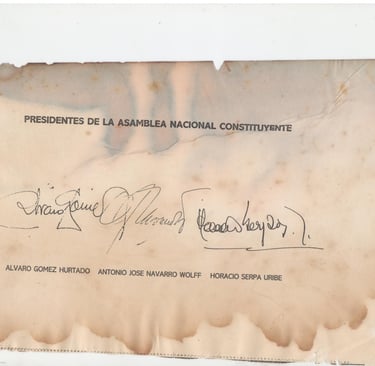 PRESIDENTES DE LA ASAMBLEA NACIONAL CONSTITUYENTE
ALVARO GOMEZ HURTADO ANTONIO JOSE NAVARRO WOLFF HORACIO SERPA URIBE